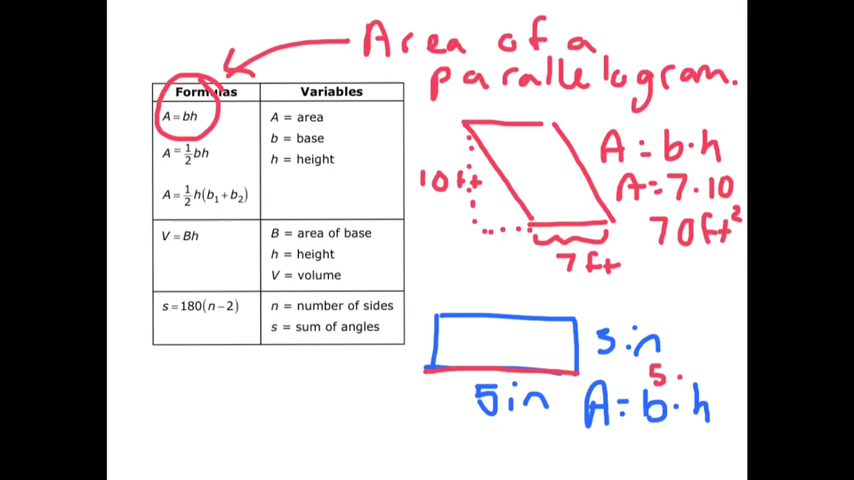 Area of a
parallelogram.
Formulas Variables
A = bh
A = 1/2 bh
A = 1/2 h(b₁ + b₂)
A = area
b = base
h = height
V = Bh
B = area of base
h = height
V = volume
s = 180(n − 2)
n = number of sides
s = sum of angles
10 ft
7 ft
A = b · h
A = 7 · 10
70 ft²
3 in
5 in
5 ·
A = b · h